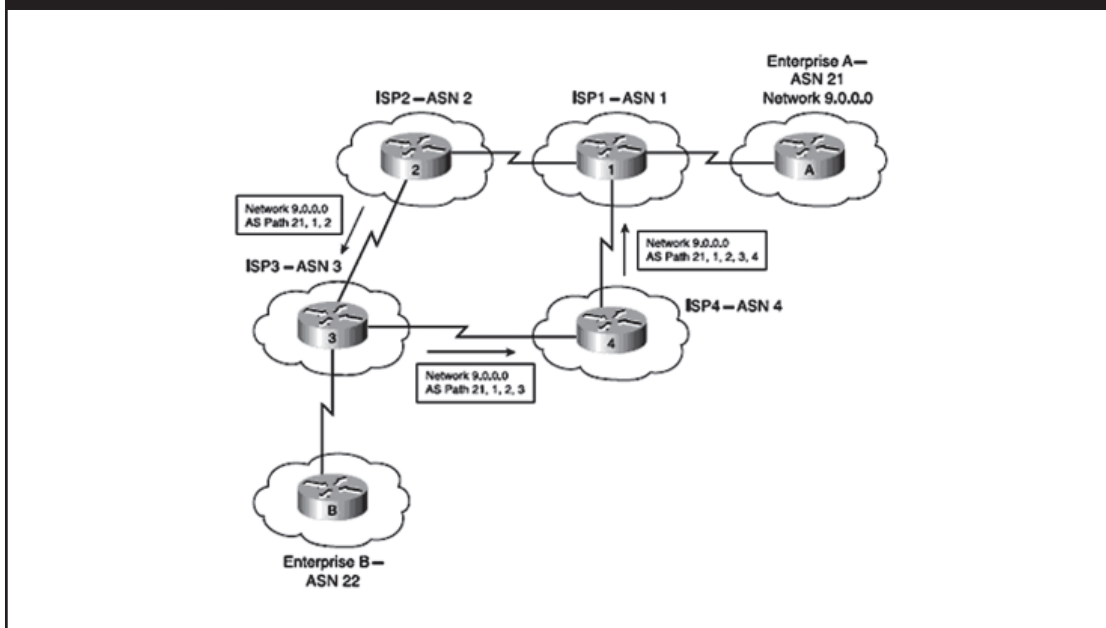 Enterprise A—
ASN 21
Network 9.0.0.0
ISP2—ASN 2
ISP1—ASN 1
2
1
A
Network 9.0.0.0
AS Path 21, 1, 2
Network 9.0.0.0
AS Path 21, 1, 2, 3, 4
ISP3—ASN 3
ISP4—ASN 4
3
4
Network 9.0.0.0
AS Path 21, 1, 2, 3
B
Enterprise B—
ASN 22